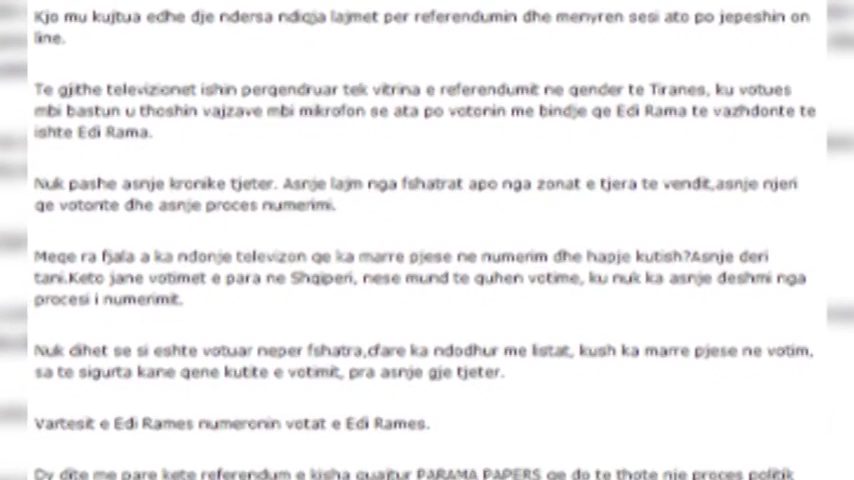 Kjo mu kujtua edhe dje ndersa ndiqja lajmet per referendumin dhe menyren sesi ato po jepeshin on
line.
Te gjithe televizionet ishin perqendruar tek vitrina e referendumit ne qender te Tiranes, ku votues
mbi bastun u thoshin vajzave mbi mikrofon se ata po votonin me bindje qe Edi Rama te vazhdonte te
ishte Edi Rama.
Nuk pashe asnje kronike tjeter. Asnje lajm nga fshatrat apo nga zonat e tjera te vendit,asnje njeri
qe votonte dhe asnje proces numerimi.
Meqe ra fjala a ka ndonje televizon qe ka marre pjese ne numerim dhe hapje kutish?Asnje deri
tani.Keto jane votimet e para ne Shqiperi, nese mund te quhen votime, ku nuk ka asnje deshmi nga
procesi i numerimit.
Nuk dihet se si eshte votuar neper fshatra,cfare ka ndodhur me listat, kush ka marre pjese ne votim,
sa te sigurta kane qene kutite e votimit, pra asnje gje tjeter.
Vartesit e Edi Rames numeronin votat e Edi Rames.
Dy dite me pare kete referendum e kisha quajtur PARAMA PAPERS qe do te thote nje proces politik